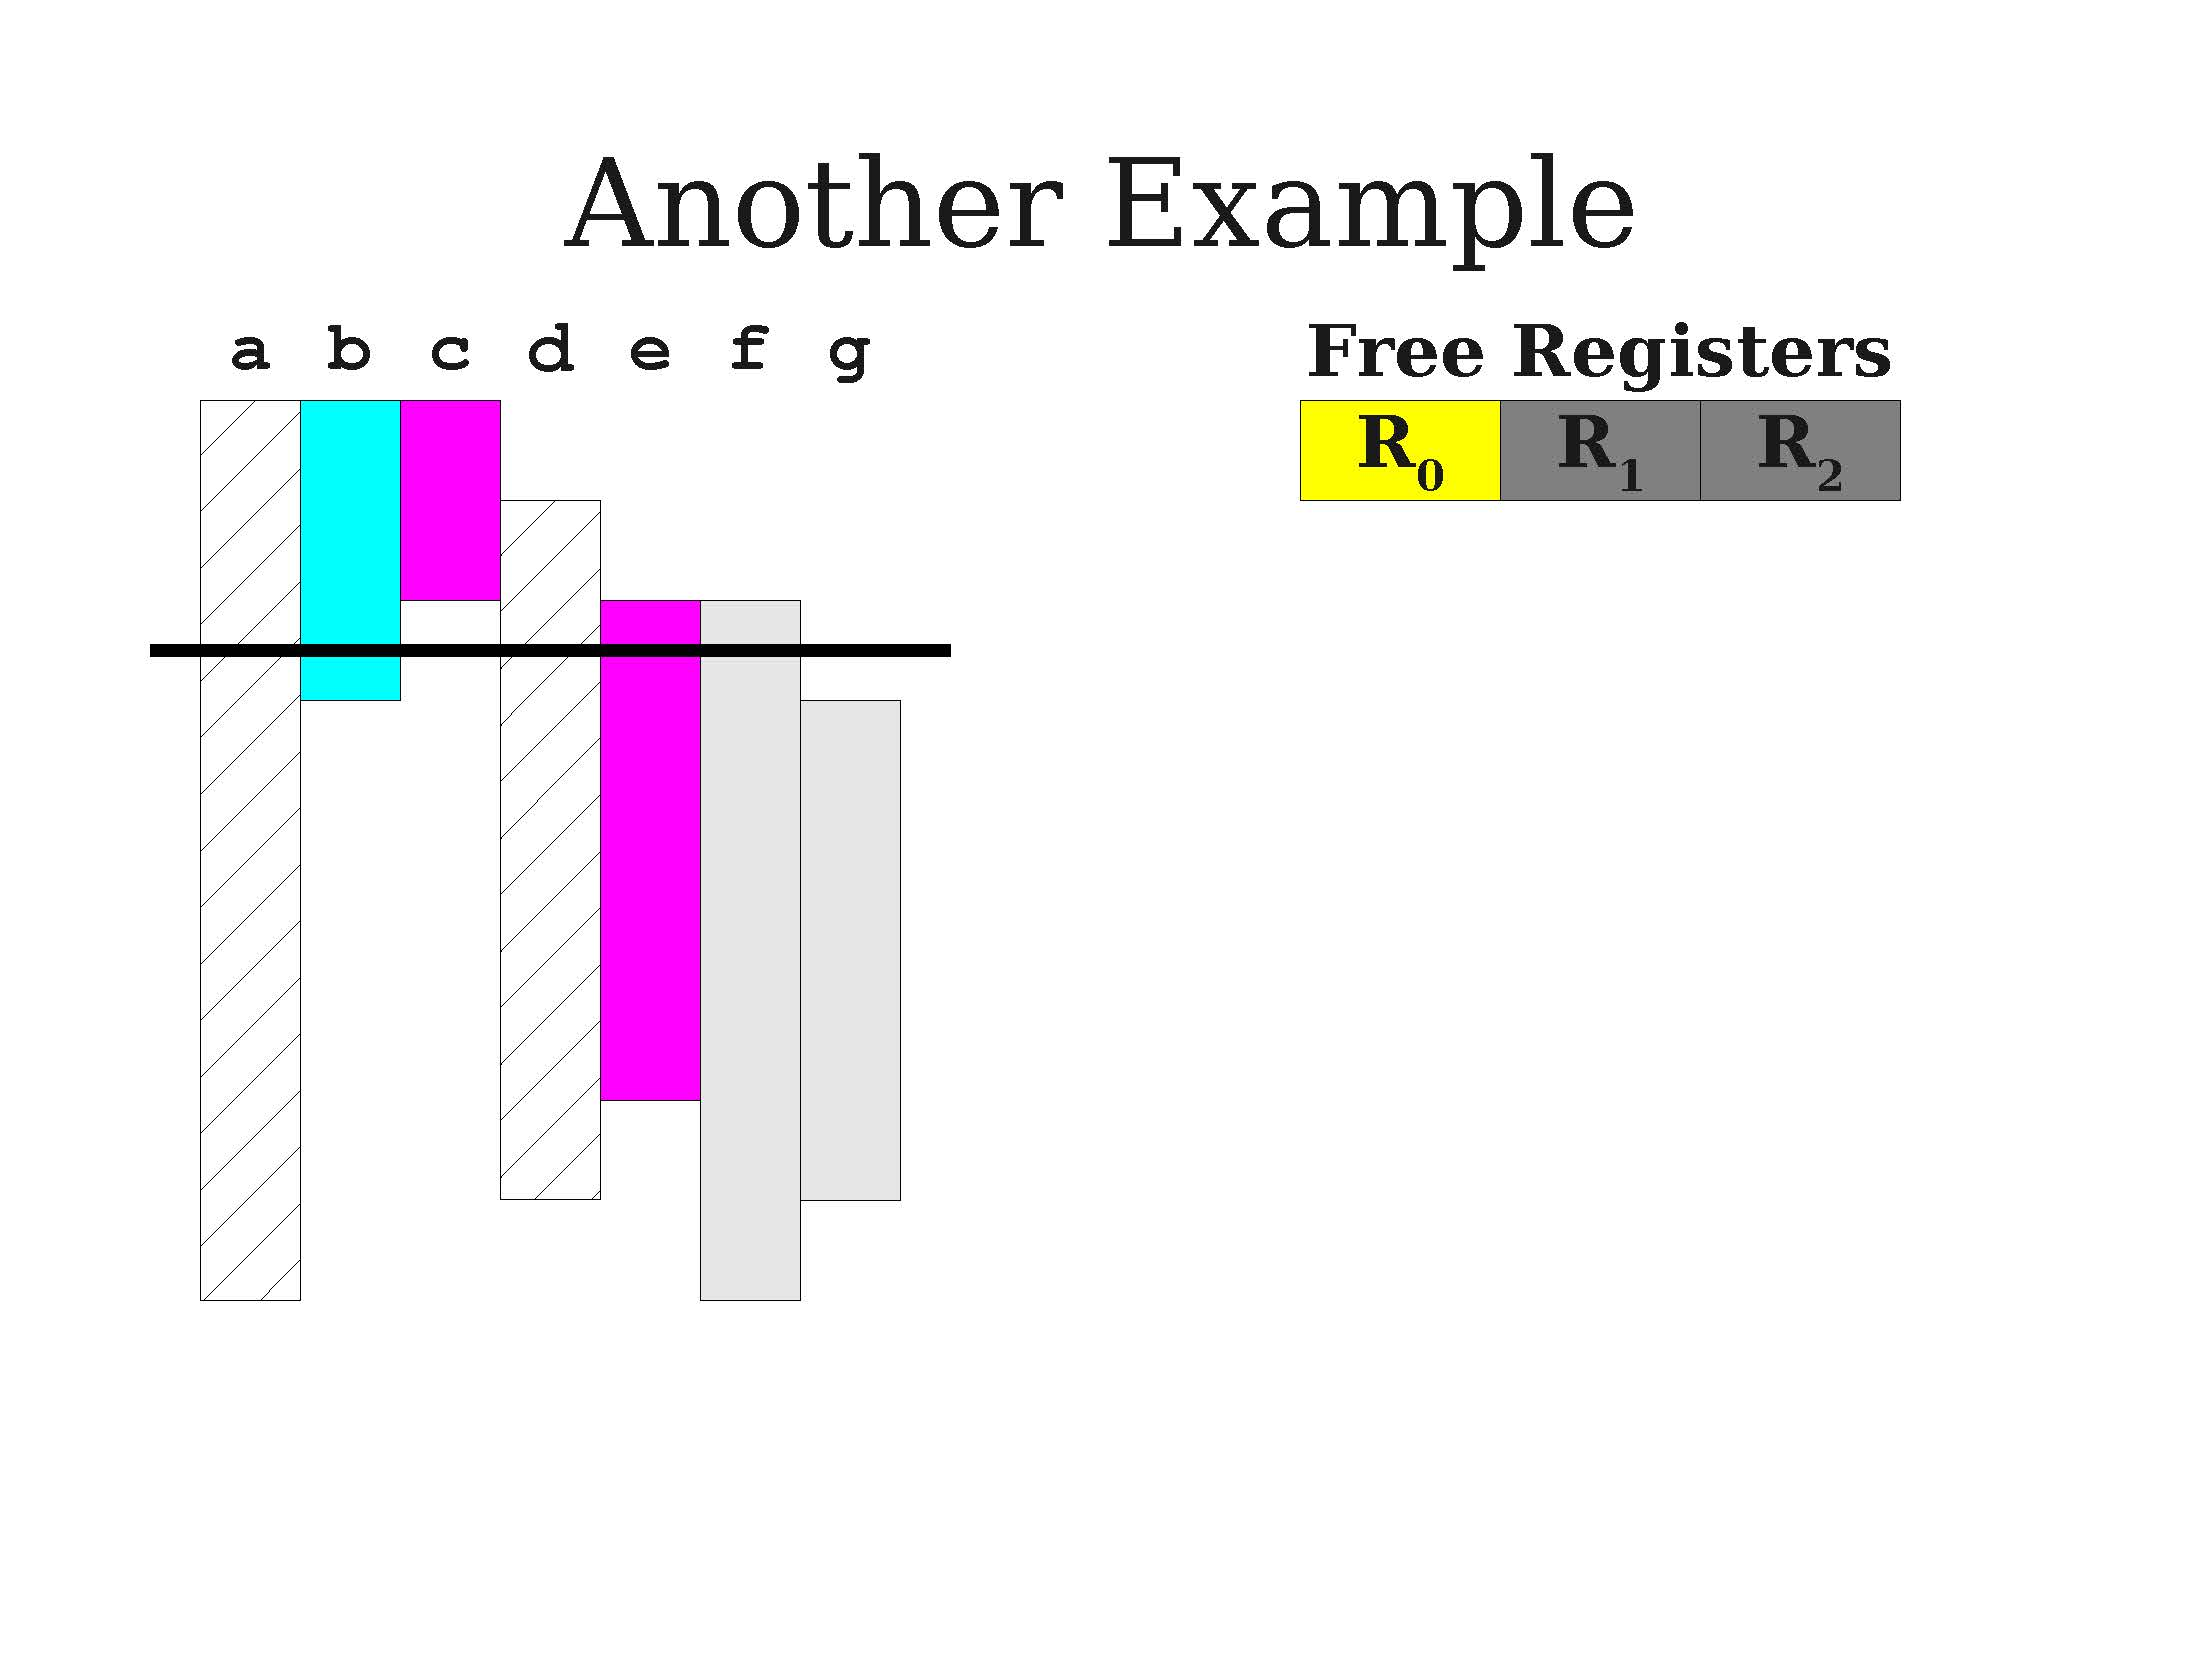 Another Example
a b c d e f g
Free Registers
R0 R1 R2